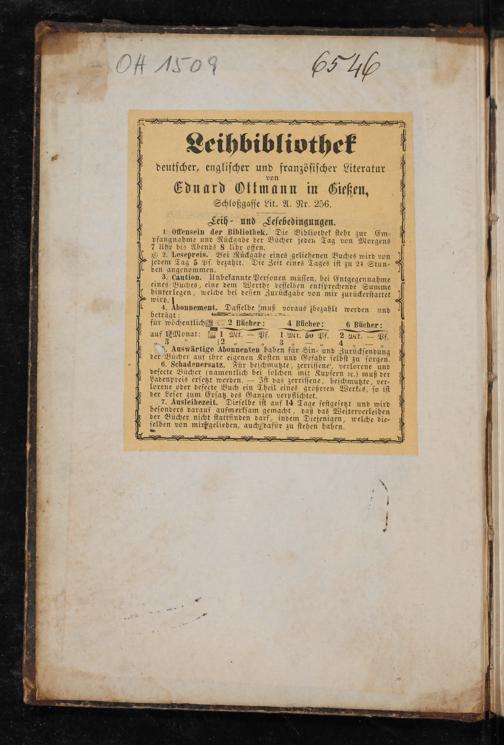 OH 1509 6546
Leihbibliothek
deutscher, englischer und französischer Literatur
von
Eduard Ottmann in Gießen,
Schloßgasse Lit. A. Nr. 256.
Leih- und Lesebedingungen.
1. Offensein der Bibliothek. Die Bibliothek steht zur Em-
pfangnahme und Rückgabe der Bücher jeden Tag von Morgens
7 Uhr bis Abends 8 Uhr offen.
2. Lesepreis. Bei Rückgabe eines geliehenen Buches wird von
jedem Tag 5 Pf. bezahlt. Die Zeit eines Tages ist zu 24 Stun-
den angenommen.
3. Caution. Unbekannte Personen müssen, bei Entgegennahme
eines Buches, eine dem Werthe desselben entsprechende Summe
hinterlegen, welche bei dessen Zurückgabe von mir zurückerstattet
wird.
4. Abonnement. Dasselbe muß voraus bezahlt werden und
beträgt:
für wöchentlich 2 Bücher: 4 Bücher: 6 Bücher:
auf 1 Monat: 1 Mk. — Pf. 1 Mk. 50 Pf. 2 Mk. — Pf.
3 " 2 " — " 3 " — " 4 " — "
Auswärtige Abonnenten haben für Hin- und Zurücksendung
der Bücher auf ihre eigenen Kosten und Gefahr selbst zu sorgen.
6. Schadenersatz. Für beschmutzte, zerrissene, verlorene und
defecte Bücher (namentlich bei solchen mit Kupfern ꝛc.) muß der
Ladenpreis ersetzt werden. — Ist das zerrissene, beschmutzte, ver-
lorene oder defecte Buch ein Theil eines größeren Werkes, so ist
der Leser zum Ersatz des Ganzen verpflichtet.
7. Ausleihezeit. Dieselbe ist auf 14 Tage festgesetzt und wird
besonders darauf aufmerksam gemacht, daß das Weiterverleihen
der Bücher nicht stattfinden darf, indem Diejenigen, welche die-
selben von mir geliehen, auch dafür zu stehen haben.